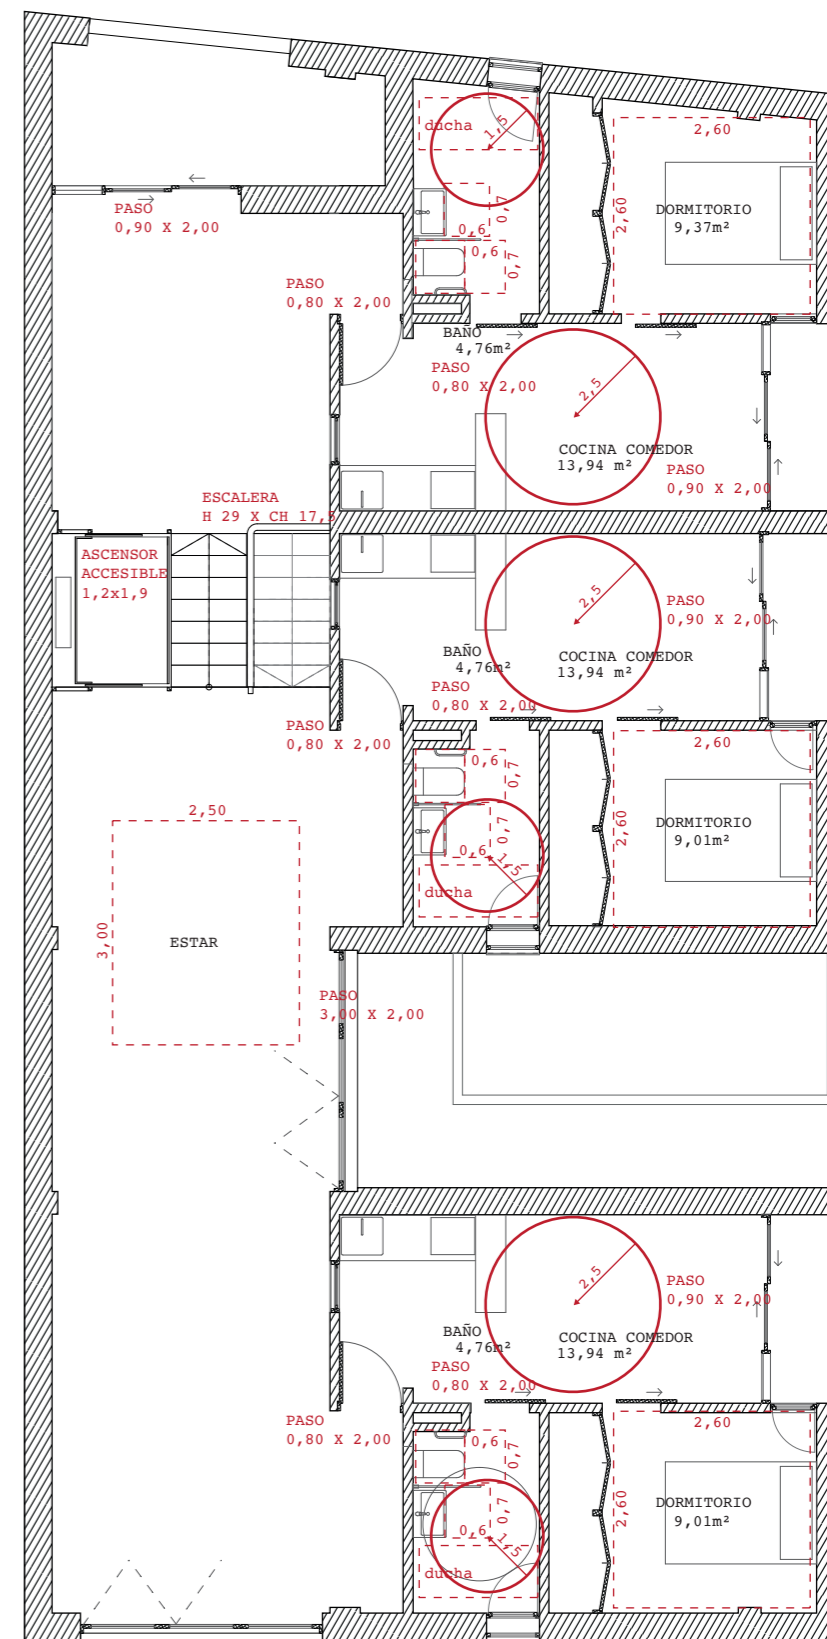 ducha
1,5
2,60
PASO
0,90 X 2,00
0,7
2,60
DORMITORIO
9,37m²
0,6
0,6
0,7
PASO
0,80 X 2,00
BAÑO
4,76m²
PASO
0,80 X 2,00
2,5
COCINA COMEDOR
13,94 m²
PASO
0,90 X 2,00
ESCALERA
H 29 X CH 17,5
ASCENSOR
ACCESIBLE
1,2x1,9
2,5
PASO
0,90 X 2,00
BAÑO
4,76m²
COCINA COMEDOR
13,94 m²
PASO
0,80 X 2,00
PASO
0,80 X 2,00
2,60
0,6
0,7
2,50
0,7
2,60
DORMITORIO
9,01m²
0,6
1,5
ducha
3,00
ESTAR
PASO
3,00 X 2,00
2,5
PASO
0,90 X 2,00
BAÑO
4,76m²
COCINA COMEDOR
13,94 m²
PASO
0,80 X 2,00
PASO
0,80 X 2,00
2,60
0,6
0,7
0,7
2,60
DORMITORIO
9,01m²
0,6
1,5
ducha